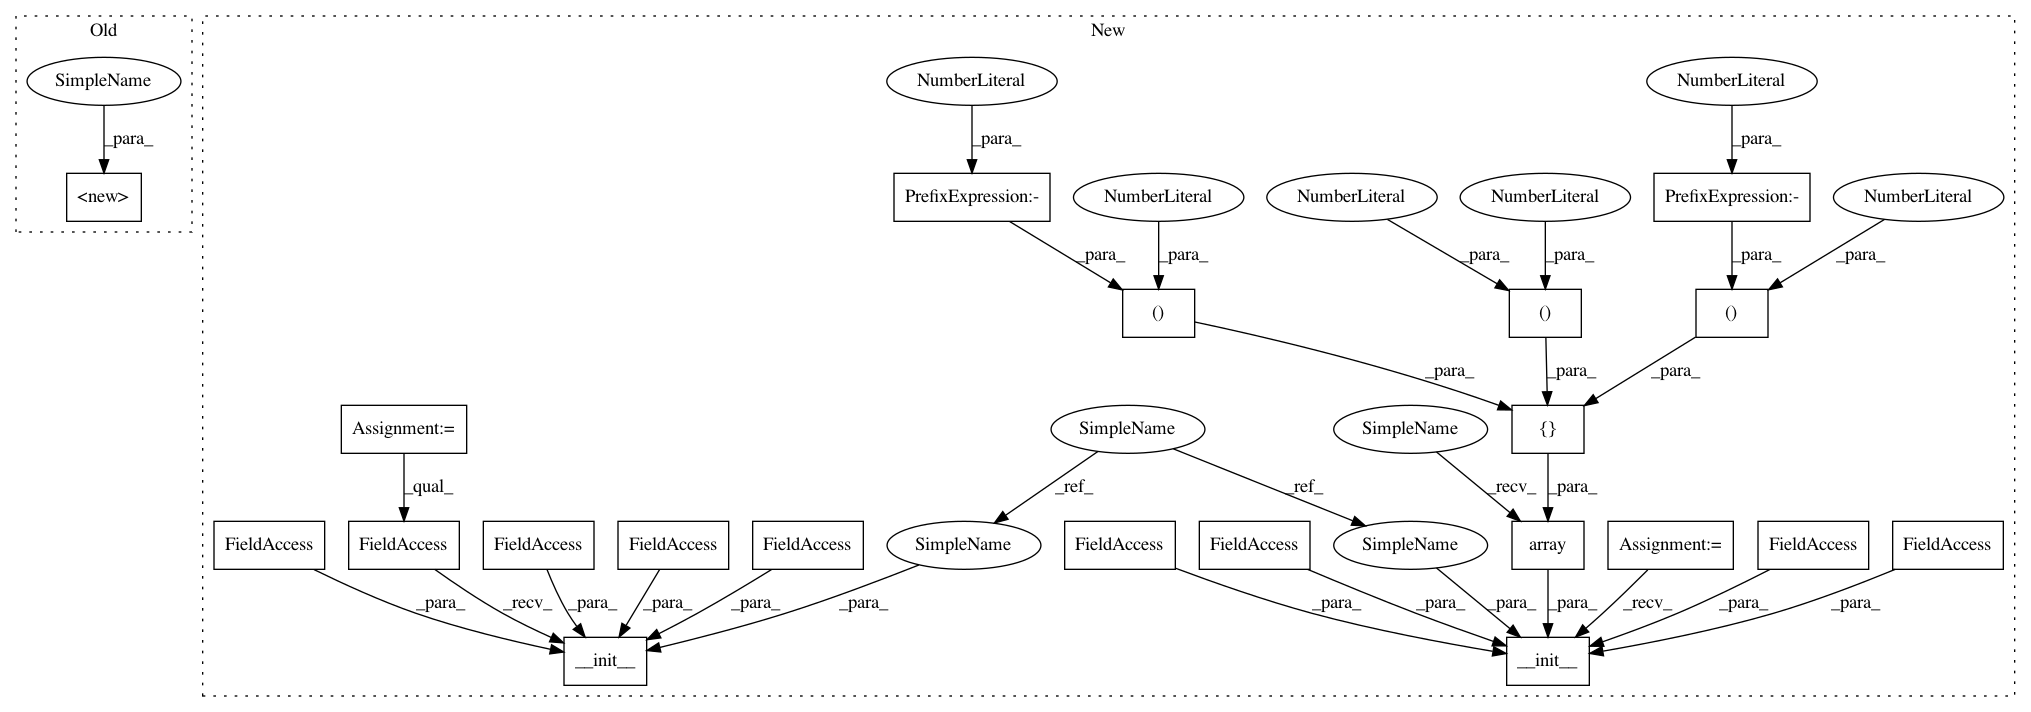 Old
New
SimpleName
NumberLiteral
NumberLiteral
_para_
_para_
_para_
<new>
PrefixExpression:-
NumberLiteral
NumberLiteral
NumberLiteral
PrefixExpression:-
NumberLiteral
_para_
_para_
_para_
_para_
_para_
_para_
()
()
()
_para_
_para_
_para_
Assignment:=
SimpleName
SimpleName
{}
_qual_
_ref_
_ref_
_recv_
_para_
FieldAccess
FieldAccess
FieldAccess
FieldAccess
FieldAccess
SimpleName
FieldAccess
FieldAccess
SimpleName
array
Assignment:=
FieldAccess
FieldAccess
_para_
_recv_
_para_
_para_
_para_
_para_
_para_
_para_
_para_
_para_
_recv_
_para_
_para_
__init__
__init__